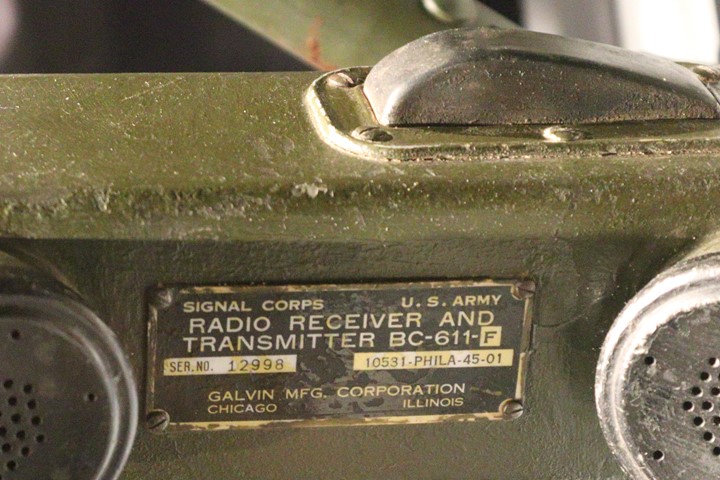 SIGNAL CORPS U.S. ARMY
RADIO RECEIVER AND
TRANSMITTER BC-611-F
SER.NO. 12998 10531-PHILA-45-01
GALVIN MFG. CORPORATION
CHICAGO ILLINOIS